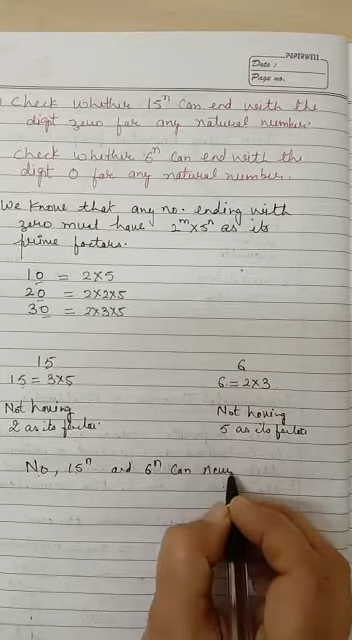 PAPERWELL
Date :
Page no.
Check whether 15ⁿ can end with the
digit zero for any natural number.
Check whether 6ⁿ can end with the
digit 0 for any natural number.
We know that any no. ending with
zero must have 2ᵐ×5ⁿ as its
prime factors.
10 = 2×5
20 = 2×2×5
30 = 2×3×5
15
15 = 3×5
Not having
2 as its factor.
6
6 = 2×3
Not having
5 as its factor
No, 15ⁿ and 6ⁿ can neve